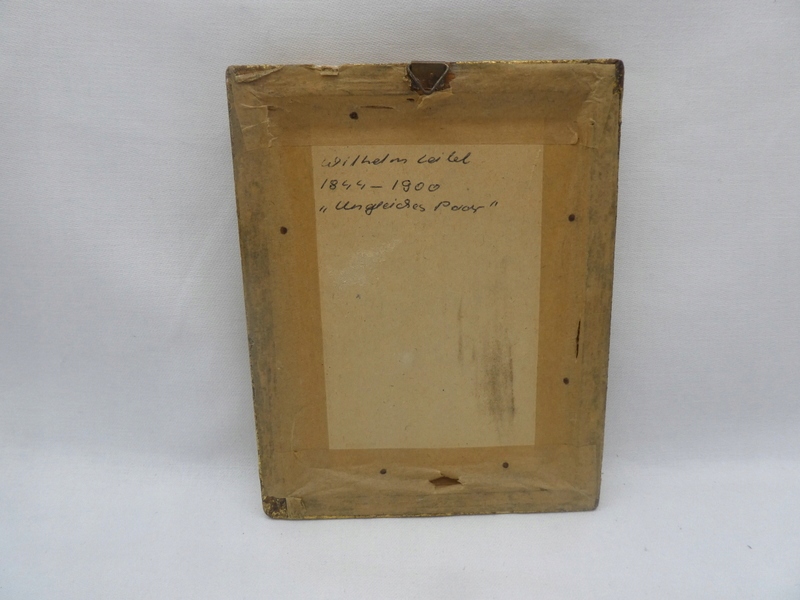 Wilhelm Leibl
1844 – 1900
„Ungleiches Paar"